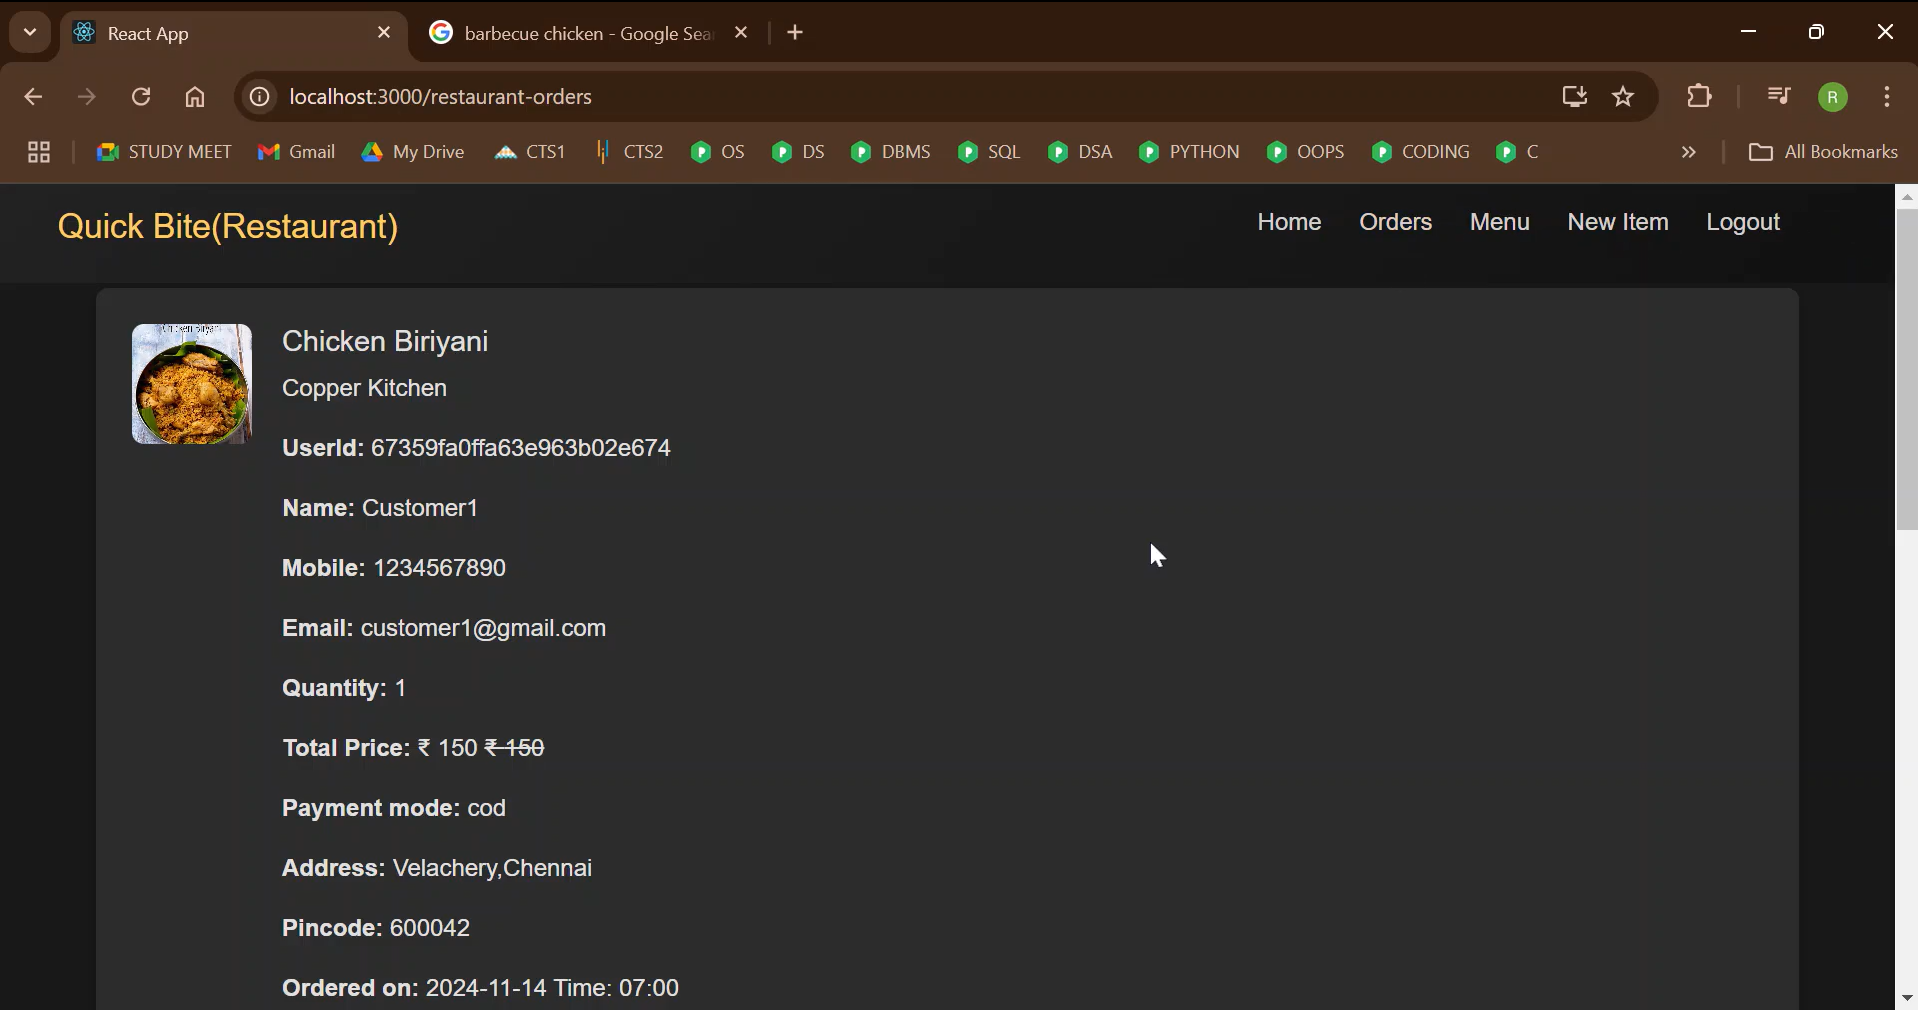 React App
barbecue chicken - Google Sea
localhost:3000/restaurant-orders
R
STUDY MEET
Gmail
My Drive
CTS1
CTS2
OS
DS
DBMS
SQL
DSA
PYTHON
OOPS
CODING
C
All Bookmarks
Quick Bite(Restaurant)
Home
Orders
Menu
New Item
Logout
Chicken Biriyani
Chicken Biriyani
Copper Kitchen
UserId: 67359fa0ffa63e963b02e674
Name: Customer1
Mobile: 1234567890
Email: customer1@gmail.com
Quantity: 1
Total Price: ₹ 150 ₹ 150
Payment mode: cod
Address: Velachery,Chennai
Pincode: 600042
Ordered on: 2024-11-14 Time: 07:00